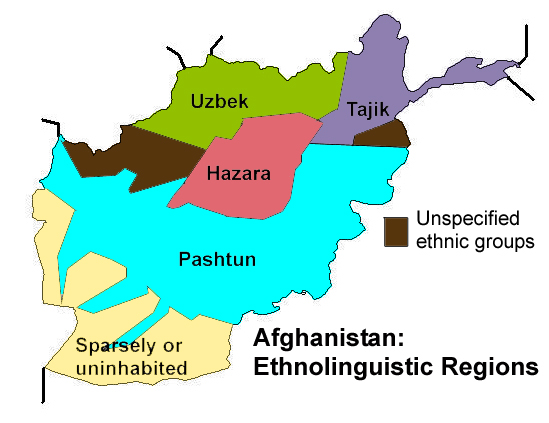 Uzbek
Tajik
Hazara
Unspecified
ethnic groups
Pashtun
Sparsely or
uninhabited
Afghanistan:
Ethnolinguistic Regions